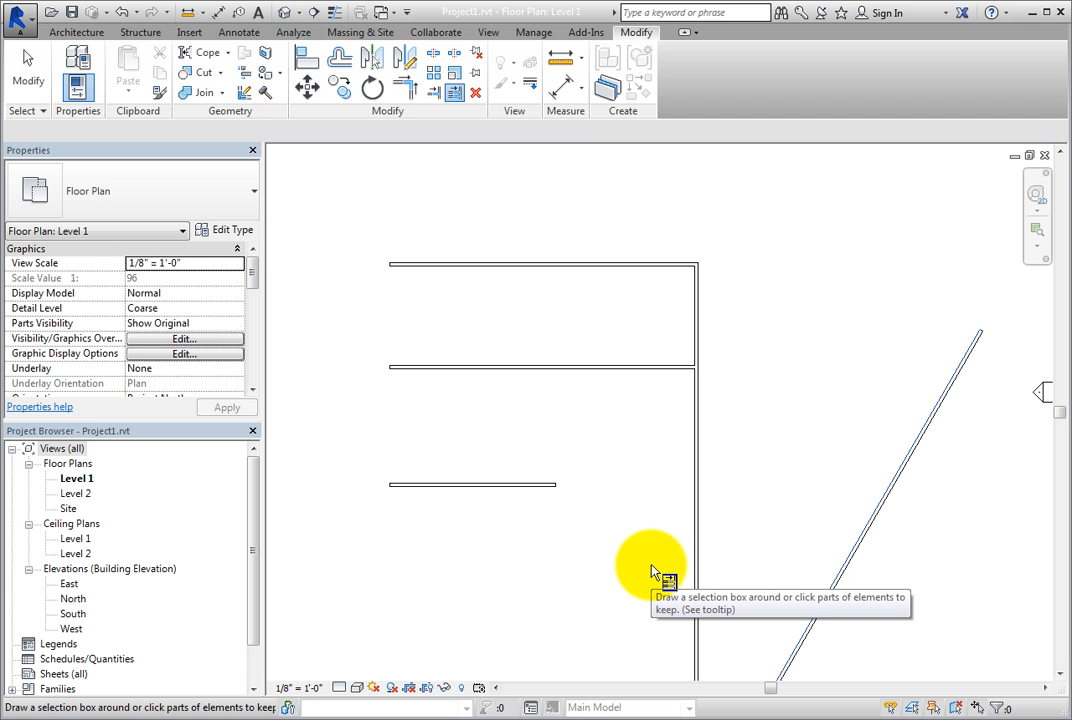 Project1.rvt - Floor Plan: Level 1
Type a keyword or phrase
Sign In
Architecture
Structure
Insert
Annotate
Analyze
Massing & Site
Collaborate
View
Manage
Add-Ins
Modify
Modify
Paste
Cope
Cut
Join
Select
Properties
Clipboard
Geometry
Modify
View
Measure
Create
Properties
Floor Plan
Floor Plan: Level 1
Edit Type
Graphics
View Scale
1/8" = 1'-0"
Scale Value 1:
96
Display Model
Normal
Detail Level
Coarse
Parts Visibility
Show Original
Visibility/Graphics Over...
Edit...
Graphic Display Options
Edit...
Underlay
None
Underlay Orientation
Plan
Properties help
Apply
Project Browser - Project1.rvt
Views (all)
Floor Plans
Level 1
Level 2
Site
Ceiling Plans
Level 1
Level 2
Elevations (Building Elevation)
East
North
South
West
Legends
Schedules/Quantities
Sheets (all)
Families
2D
Draw a selection box around or click parts of elements to
keep. (See tooltip)
1/8" = 1'-0"
Draw a selection box around or click parts of elements to keep
:0
Main Model
:0